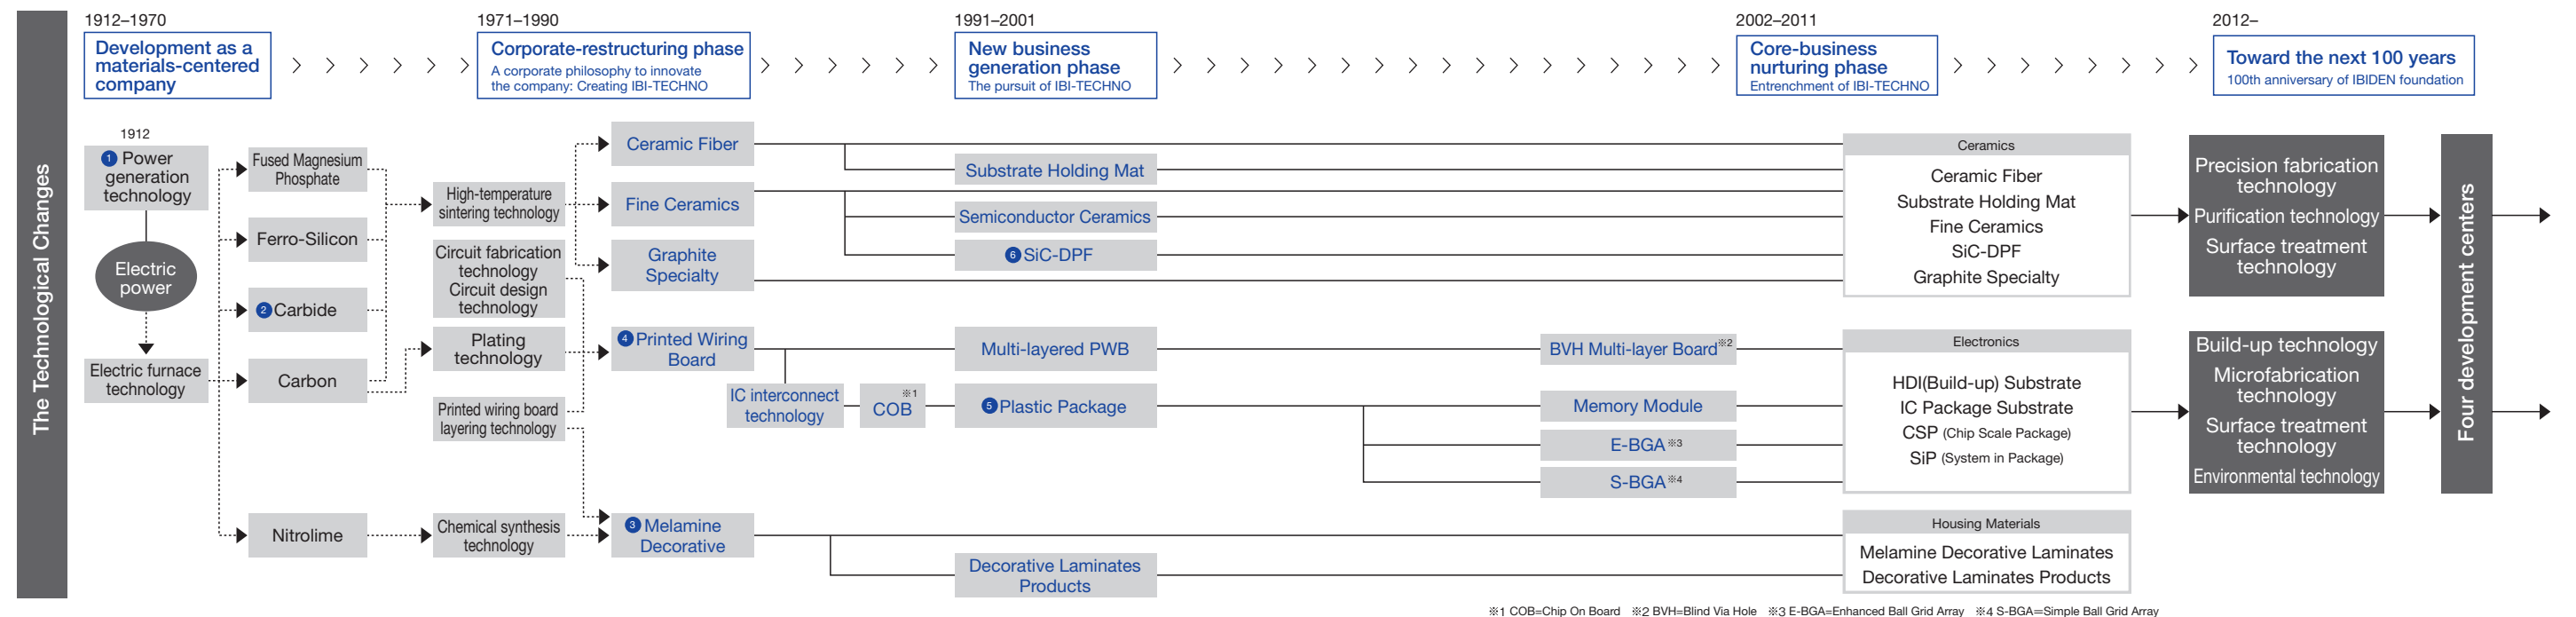 The Technological Changes
1912–1970
Development as a
materials-centered
company
1971–1990
Corporate-restructuring phase
A corporate philosophy to innovate
the company: Creating IBI-TECHNO
1991–2001
New business
generation phase
The pursuit of IBI-TECHNO
2002–2011
Core-business
nurturing phase
Entrenchment of IBI-TECHNO
2012–
Toward the next 100 years
100th anniversary of IBIDEN foundation
1912
1 Power
generation
technology
Electric
power
Electric furnace
technology
Fused Magnesium
Phosphate
Ferro-Silicon
2 Carbide
Carbon
Nitrolime
High-temperature
sintering technology
Circuit fabrication
technology
Circuit design
technology
Plating
technology
Printed wiring board
layering technology
Chemical synthesis
technology
Ceramic Fiber
Fine Ceramics
Graphite
Specialty
4 Printed Wiring
Board
IC interconnect
technology
COB ※1
3 Melamine
Decorative
Substrate Holding Mat
Semiconductor Ceramics
6 SiC-DPF
Multi-layered PWB
5 Plastic Package
Decorative Laminates
Products
BVH Multi-layer Board※2
Memory Module
E-BGA※3
S-BGA※4
Ceramics
Ceramic Fiber
Substrate Holding Mat
Fine Ceramics
SiC-DPF
Graphite Specialty
Electronics
HDI(Build-up) Substrate
IC Package Substrate
CSP (Chip Scale Package)
SiP (System in Package)
Housing Materials
Melamine Decorative Laminates
Decorative Laminates Products
Precision fabrication
technology
Purification technology
Surface treatment
technology
Build-up technology
Microfabrication
technology
Surface treatment
technology
Environmental technology
Four development centers
※1 COB=Chip On Board ※2 BVH=Blind Via Hole ※3 E-BGA=Enhanced Ball Grid Array ※4 S-BGA=Simple Ball Grid Array